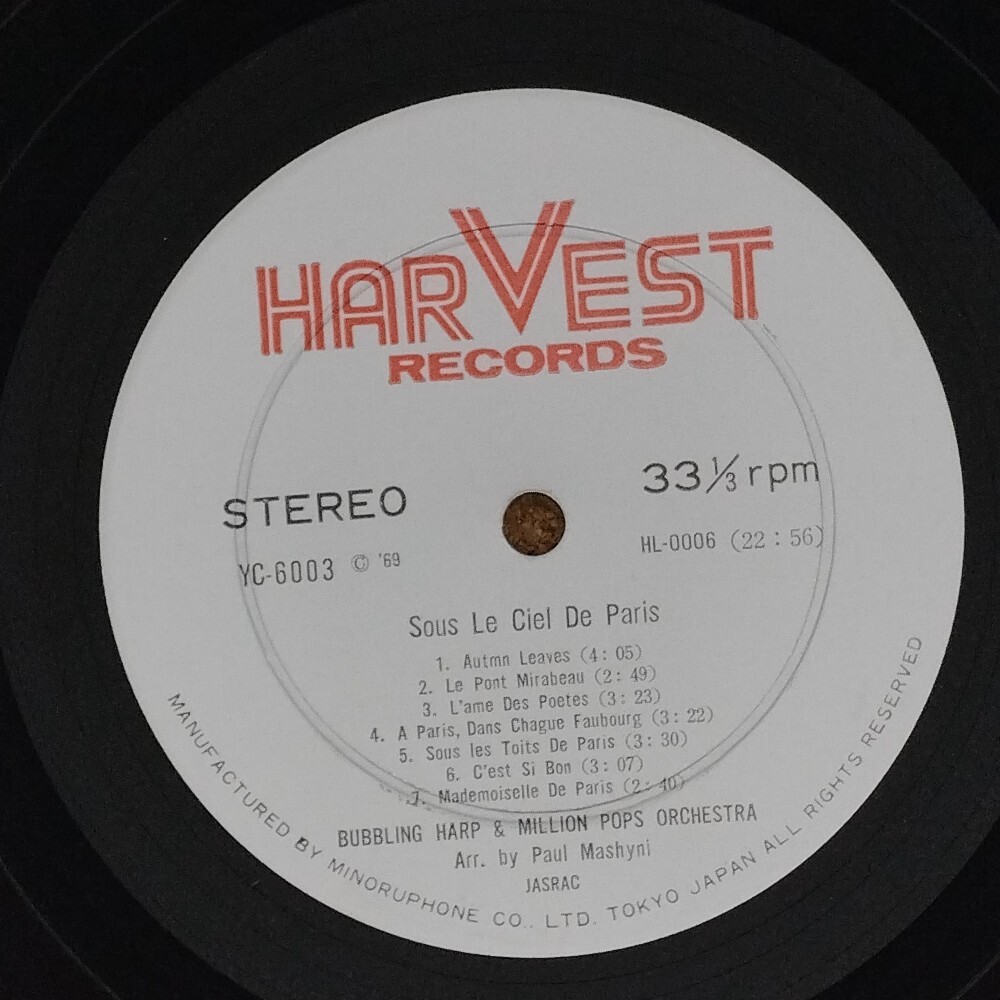 HARVEST
RECORDS
STEREO
33 1/3 rpm
YC-6003 © '69
HL-0006 (22 : 56)
Sous Le Ciel De Paris
1. Autmn Leaves (4 : 05)
2. Le Pont Mirabeau (2 : 49)
3. L'ame Des Poetes (3 : 23)
4. A Paris, Dans Chague Faubourg (3 : 22)
5. Sous les Toits De Paris (3 : 30)
6. C'est Si Bon (3 : 07)
7. Mademoiselle De Paris (2 : 40)
BUBBLING HARP & MILLION POPS ORCHESTRA
Arr. by Paul Mashyni
JASRAC
MANUFACTURED BY MINORUPHONE CO., LTD. TOKYO JAPAN ALL RIGHTS RESERVED